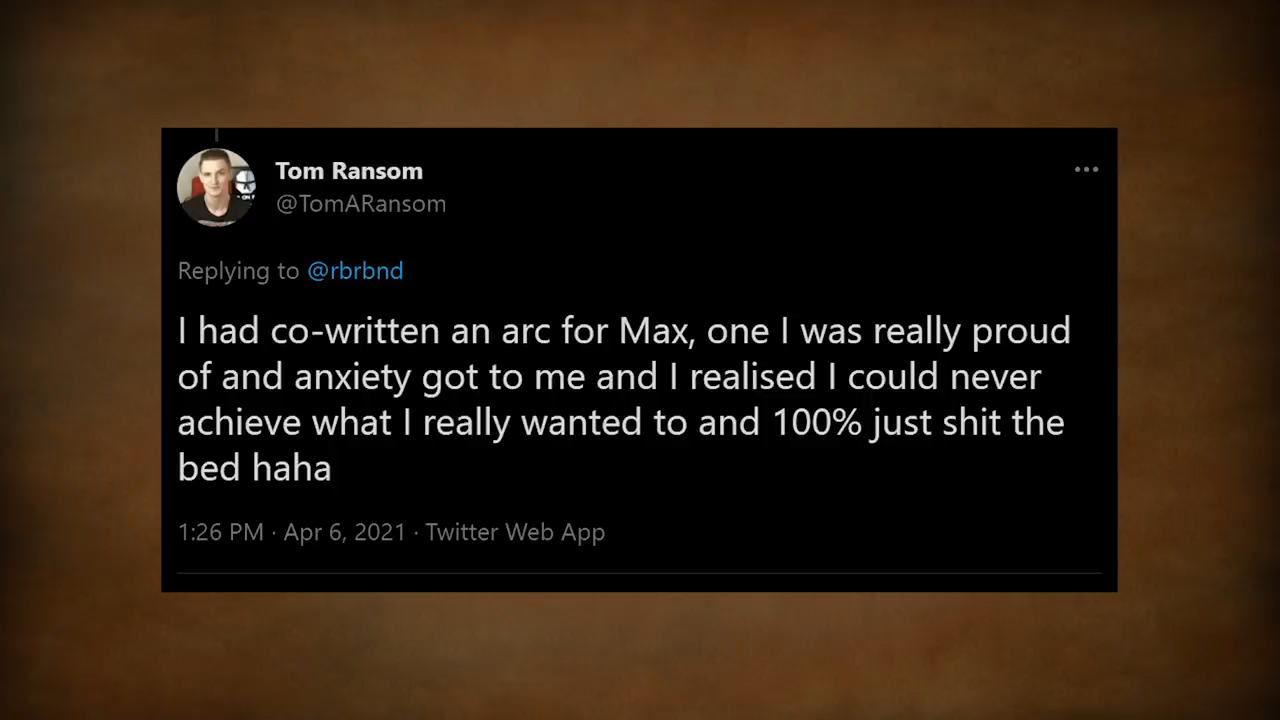 Tom Ransom
@TomARansom
Replying to @rbrbnd
I had co-written an arc for Max, one I was really proud
of and anxiety got to me and I realised I could never
achieve what I really wanted to and 100% just shit the
bed haha
1:26 PM · Apr 6, 2021 · Twitter Web App